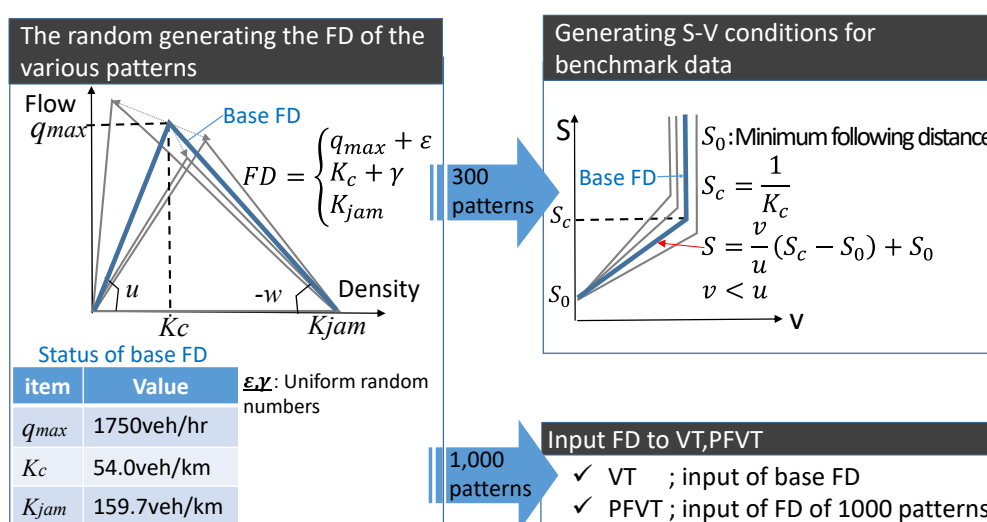 The random generating the FD of the
various patterns
Flow
qmax
Base FD
FD = { qmax + ε
Kc + γ
Kjam
u
-w
Density
Kc
Kjam
Status of base FD
item Value
qmax 1750veh/hr
Kc 54.0veh/km
Kjam 159.7veh/km
ε,γ : Uniform random
numbers
300
patterns
1,000
patterns
Generating S-V conditions for
benchmark data
S
S0:Minimum following distance
Base FD
Sc = 1/Kc
Sc
S = v/u (Sc − S0) + S0
v < u
S0
v
Input FD to VT,PFVT
✓ VT ; input of base FD
✓ PFVT ; input of FD of 1000 patterns